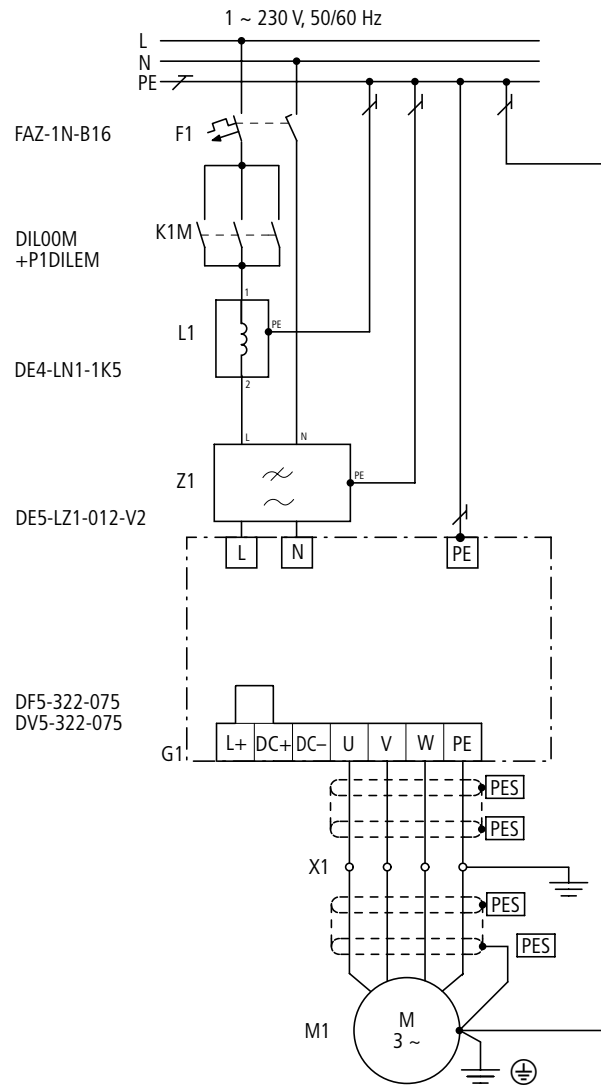 1 ~ 230 V, 50/60 Hz
L
N
PE
FAZ-1N-B16
F1
DIL00M
+P1DILEM
K1M
1
L1
PE
DE4-LN1-1K5
2
L
N
Z1
PE
DE5-LZ1-012-V2
L
N
PE
DF5-322-075
DV5-322-075
G1
L+ DC+ DC– U V W PE
PES
PES
X1
PES
PES
M1
M
3 ~